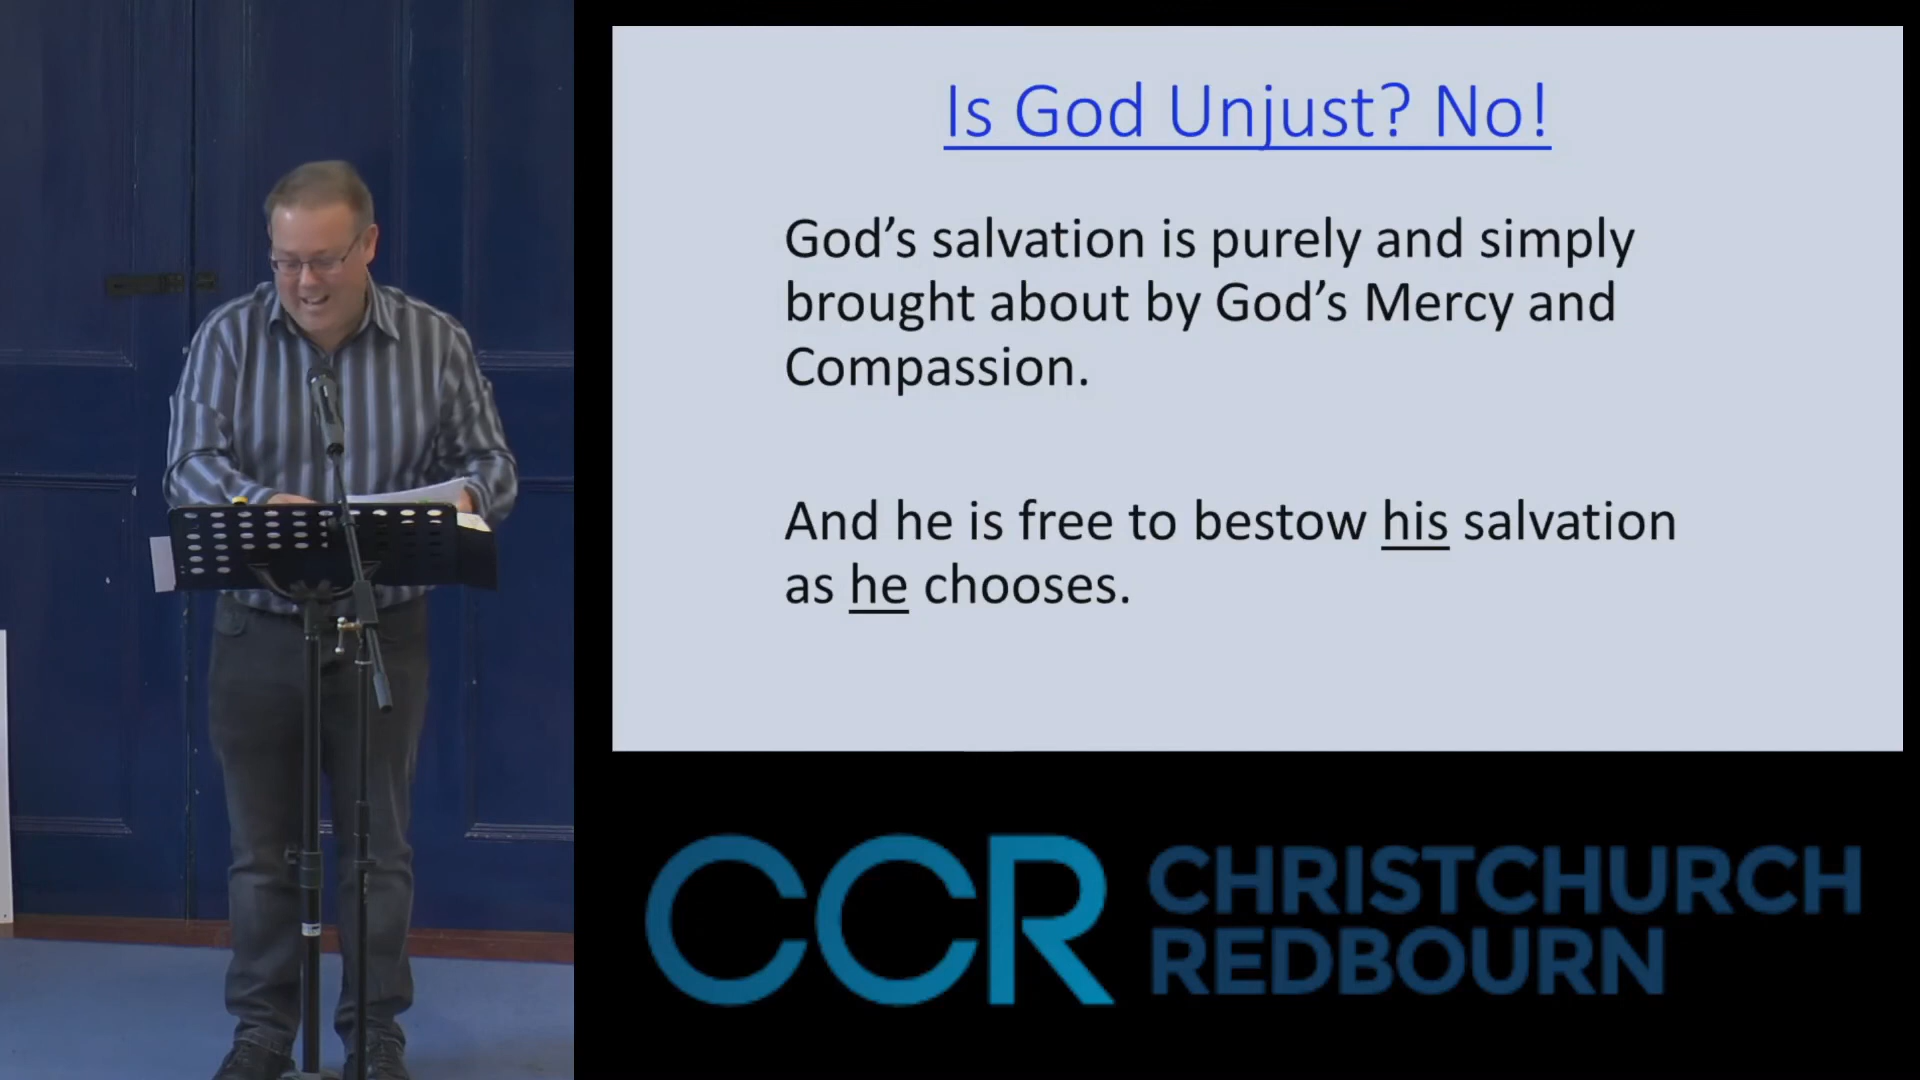 Is God Unjust? No!
God’s salvation is purely and simply
brought about by God’s Mercy and
Compassion.
And he is free to bestow his salvation
as he chooses.
CCR CHRISTCHURCH
REDBOURN